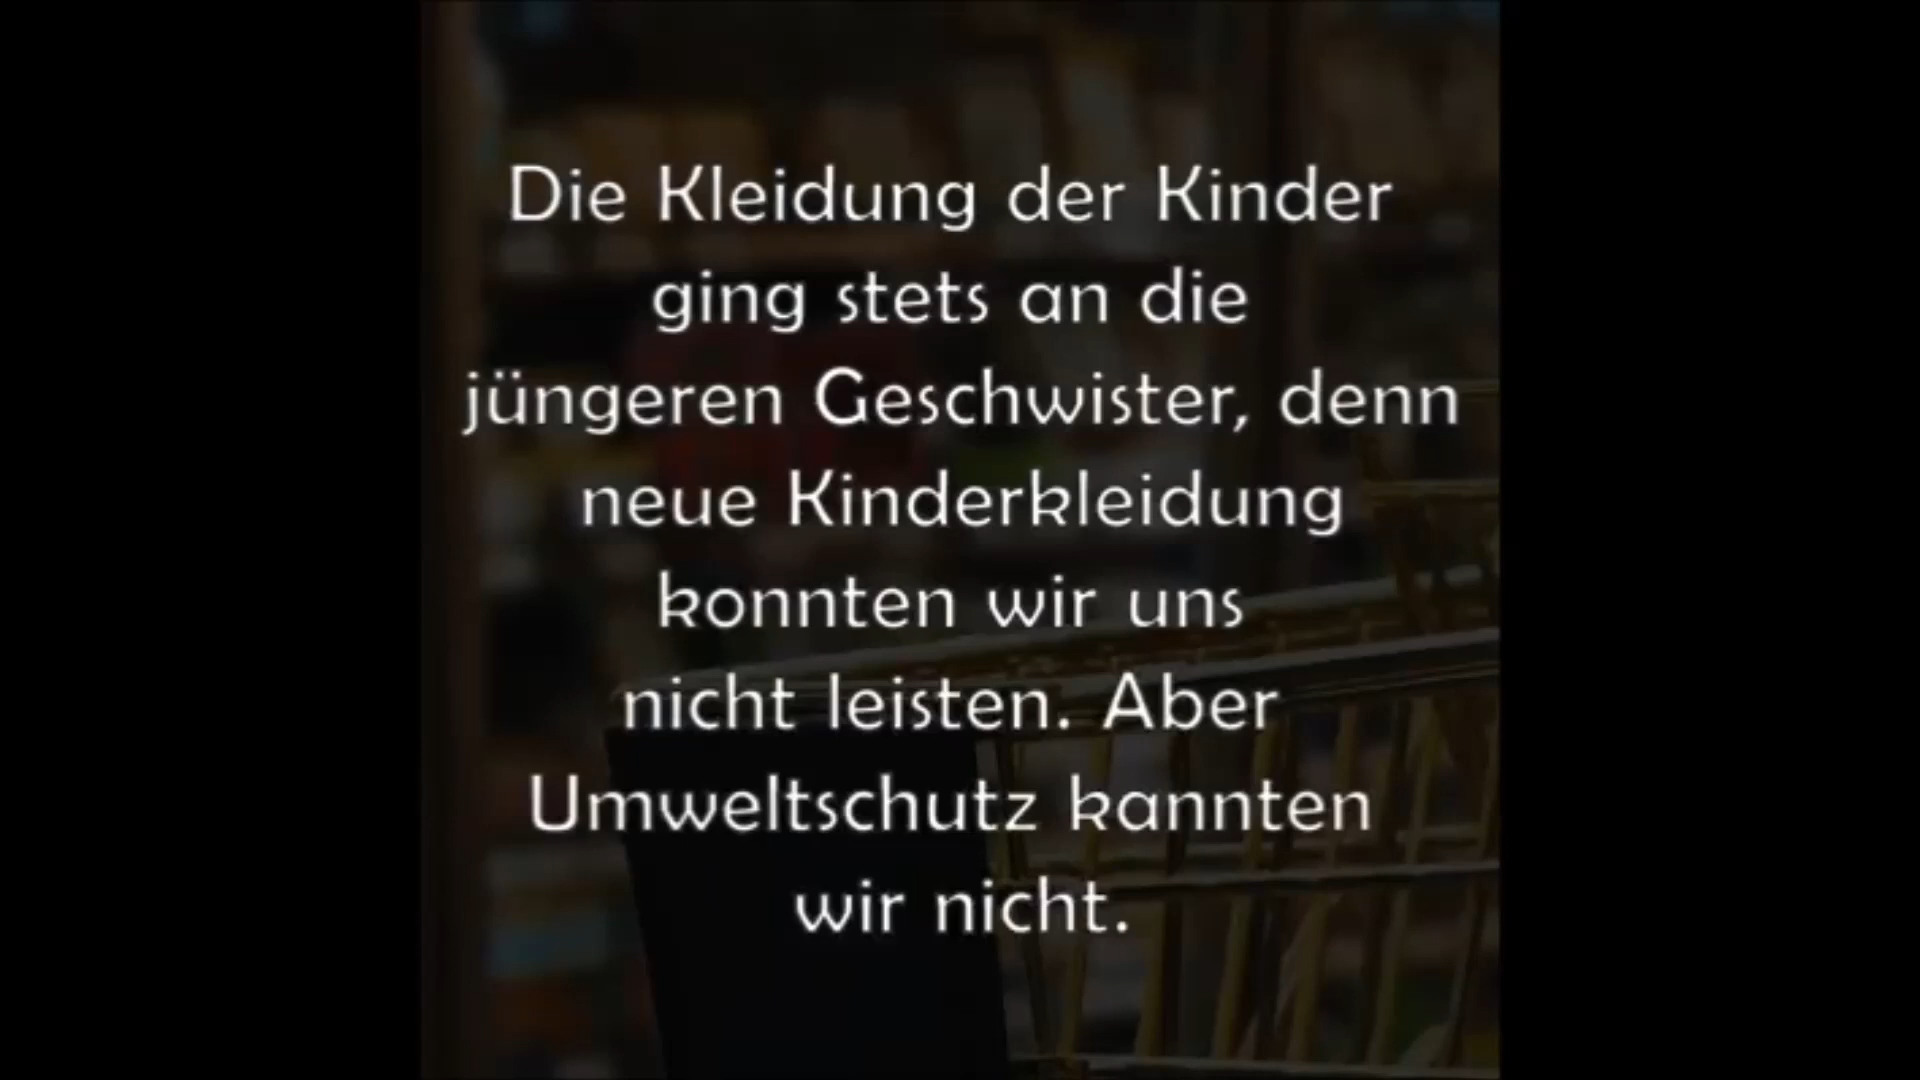 Die Kleidung der Kinder
ging stets an die
jüngeren Geschwister, denn
neue Kinderkleidung
konnten wir uns
nicht leisten. Aber
Umweltschutz kannten
wir nicht.